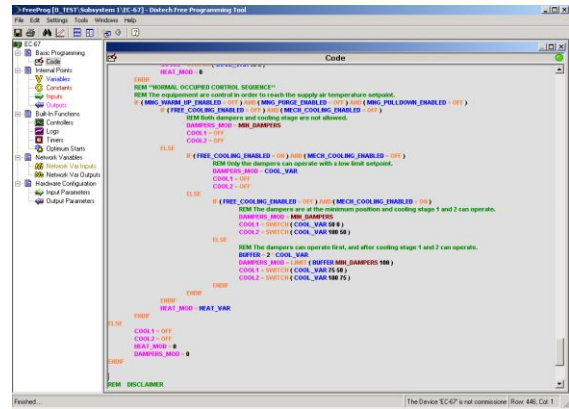 FreeProg [D_TEST\Subsystem 1\EC-67] - Distech Free Programming Tool
File Edit Settings Tools Windows Help
Code
EC-67
Basic Programming
Code
Internal Points
Variables
Constants
Inputs
Outputs
Built-In Functions
Controllers
Logs
Timers
Optimum Starts
Network Variables
Network Var Inputs
Network Var Outputs
Hardware Configuration
Input Parameters
Output Parameters
HEAT_MOD = 0
ENDIF
REM "NORMAL OCCUPIED CONTROL SEQUENCE"
REM The equipement are control in order to reach the supply air temperature setpoint.
IF ( MNG_WARM_UP_ENABLED = OFF ) AND ( MNG_PURGE_ENABLED = OFF ) AND ( MNG_PULLDOWN_ENABLED = OFF )
IF ( FREE_COOLING_ENABLED = OFF ) AND ( MECH_COOLING_ENABLED = OFF )
REM Both dampers and cooling stage are not allowed.
DAMPERS_MOD = MIN_DAMPERS
COOL1 = OFF
COOL2 = OFF
ELSE
IF ( FREE_COOLING_ENABLED = ON ) AND ( MECH_COOLING_ENABLED = OFF )
REM Only the dampers can operate with a low limit setpoint.
DAMPERS_MOD = COOL_VAR
COOL1 = OFF
COOL2 = OFF
ELSE
IF ( FREE_COOLING_ENABLED = OFF ) AND ( MECH_COOLING_ENABLED = ON )
REM The dampers are at the minimum position and cooling stage 1 and 2 can operate.
DAMPERS_MOD = MIN_DAMPERS
COOL1 = SWITCH ( COOL_VAR 50 0 )
COOL2 = SWITCH ( COOL_VAR 100 50 )
ELSE
REM The dampers can operate first, and after cooling stage 1 and 2 can operate.
BUFFER = 2 * COOL_VAR
DAMPERS_MOD = LIMIT ( BUFFER MIN_DAMPERS 100 )
COOL1 = SWITCH ( COOL_VAR 75 50 )
COOL2 = SWITCH ( COOL_VAR 100 75 )
ENDIF
ENDIF
ENDIF
HEAT_MOD = HEAT_VAR
ENDIF
ELSE
COOL1 = OFF
COOL2 = OFF
HEAT_MOD = 0
DAMPERS_MOD = 0
ENDIF
REM DISCLAIMER
Finished...
The Device 'EC-67' is not commissione Row: 446, Col: 1